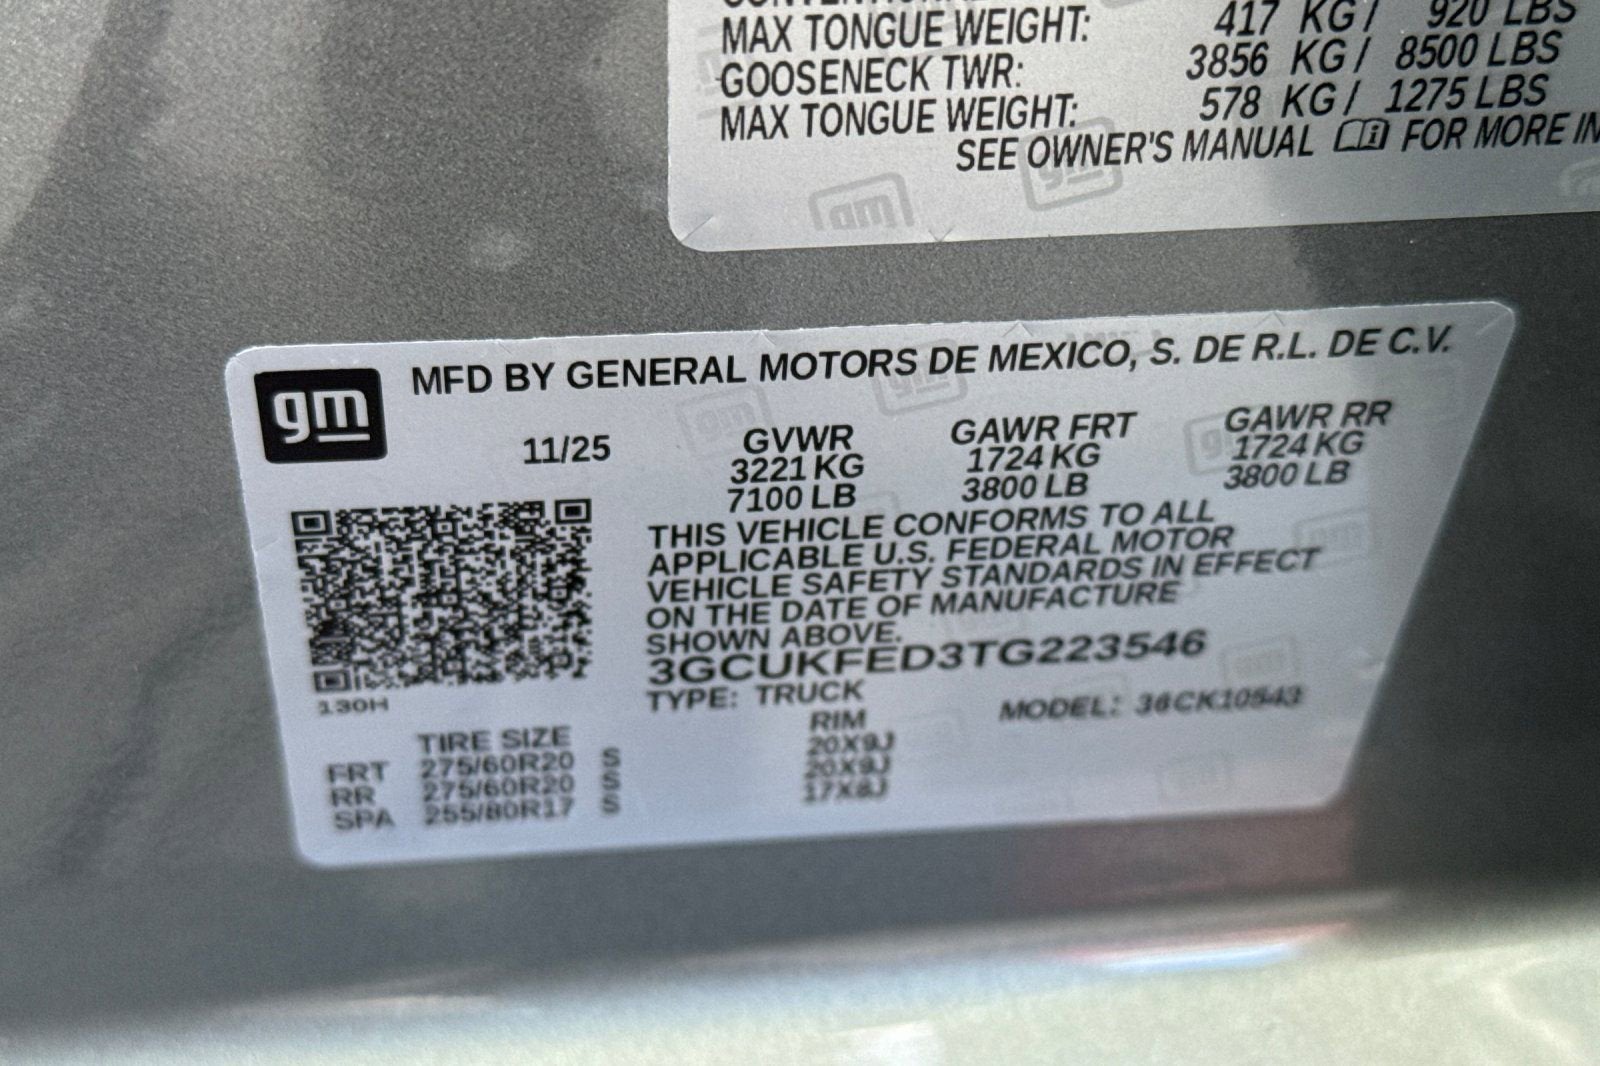 MAX TONGUE WEIGHT: 417 KG / 920 LBS
GOOSENECK TWR: 3856 KG / 8500 LBS
MAX TONGUE WEIGHT: 578 KG / 1275 LBS
SEE OWNER'S MANUAL FOR MORE
gm
MFD BY GENERAL MOTORS DE MEXICO, S. DE R.L. DE C.V.
11/25 GVWR GAWR FRT GAWR RR
3221 KG 1724 KG 1724 KG
7100 LB 3800 LB 3800 LB
THIS VEHICLE CONFORMS TO ALL
APPLICABLE U.S. FEDERAL MOTOR
VEHICLE SAFETY STANDARDS IN EFFECT
ON THE DATE OF MANUFACTURE
SHOWN ABOVE.
3GCUKFED3TG223546
TYPE: TRUCK
MODEL: 36CK10543
130H
TIRE SIZE RIM
FRT 275/60R20 S 20X9J
RR 275/60R20 S 20X9J
SPA 255/80R17 S 17X8J